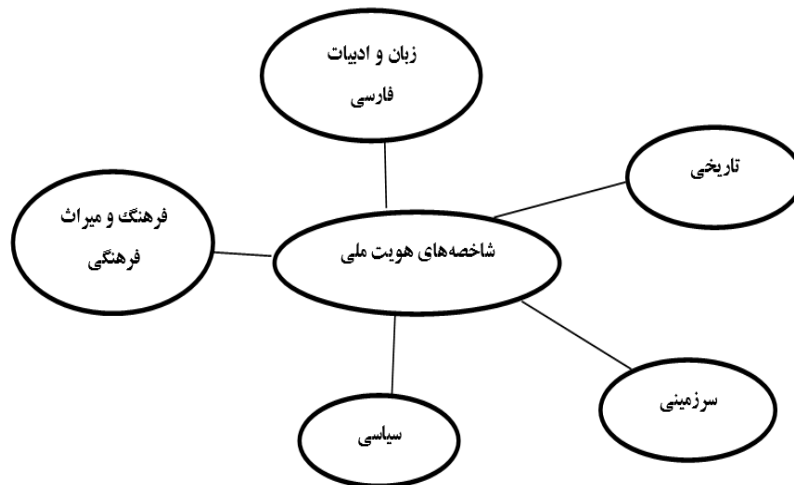 زبان و ادبیات
فارسی
تاریخی
فرهنگ و میراث
فرهنگی
شاخصه‌های هویت ملی
سرزمینی
سیاسی